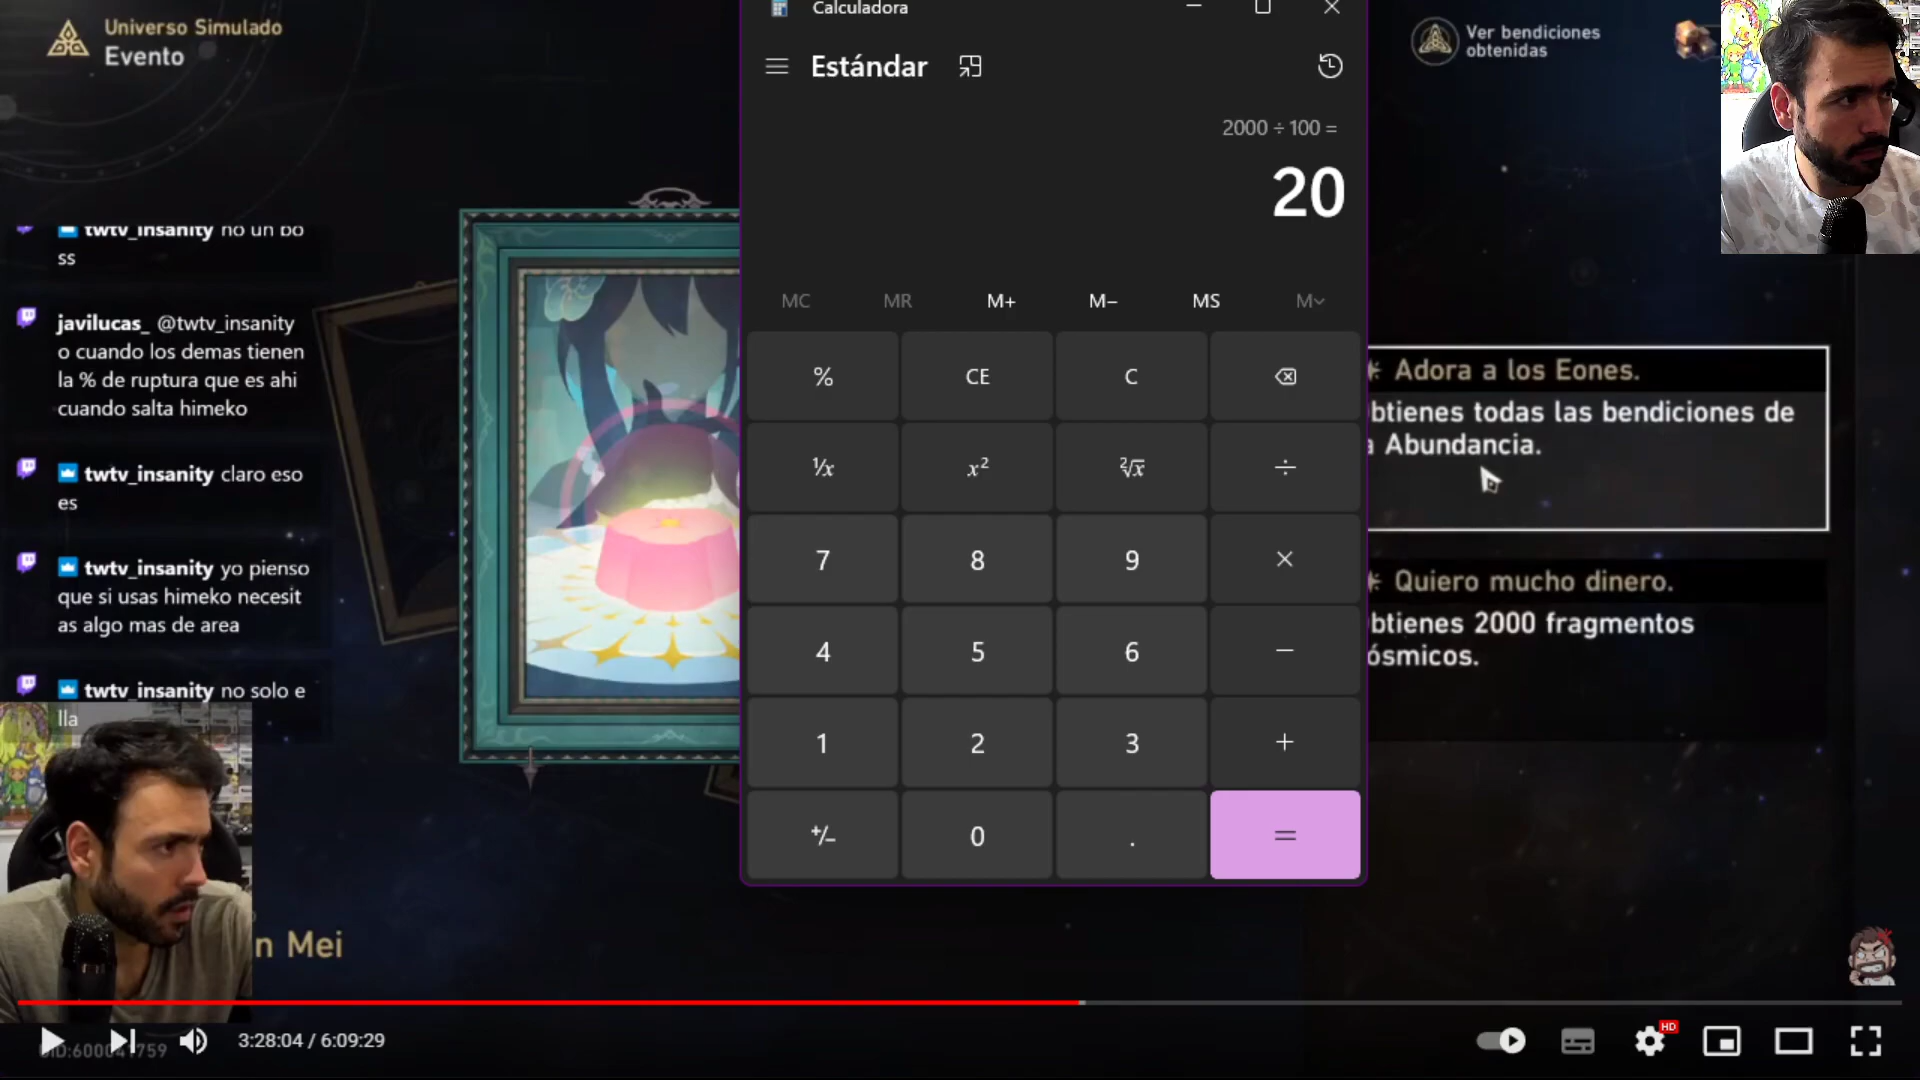 Universo Simulado
Evento
Calculadora
Estándar
2000 ÷ 100 =
20
MC MR M+ M− MS M
% CE C
¹/x x² ²√x ÷
7 8 9 ×
4 5 6 −
1 2 3 +
+/− 0 . =
Ver bendiciones
obtenidas
twtv_insanity no un bo
ss
javilucas_ @twtv_insanity
o cuando los demas tienen
la % de ruptura que es ahi
cuando salta himeko
twtv_insanity claro eso
es
twtv_insanity yo pienso
que si usas himeko necesit
as algo mas de area
twtv_insanity no solo e
lla
Adora a los Eones.
btienes todas las bendiciones de
a Abundancia.
Quiero mucho dinero.
btienes 2000 fragmentos
ósmicos.
n Mei
3:28:04 / 6:09:29
HD